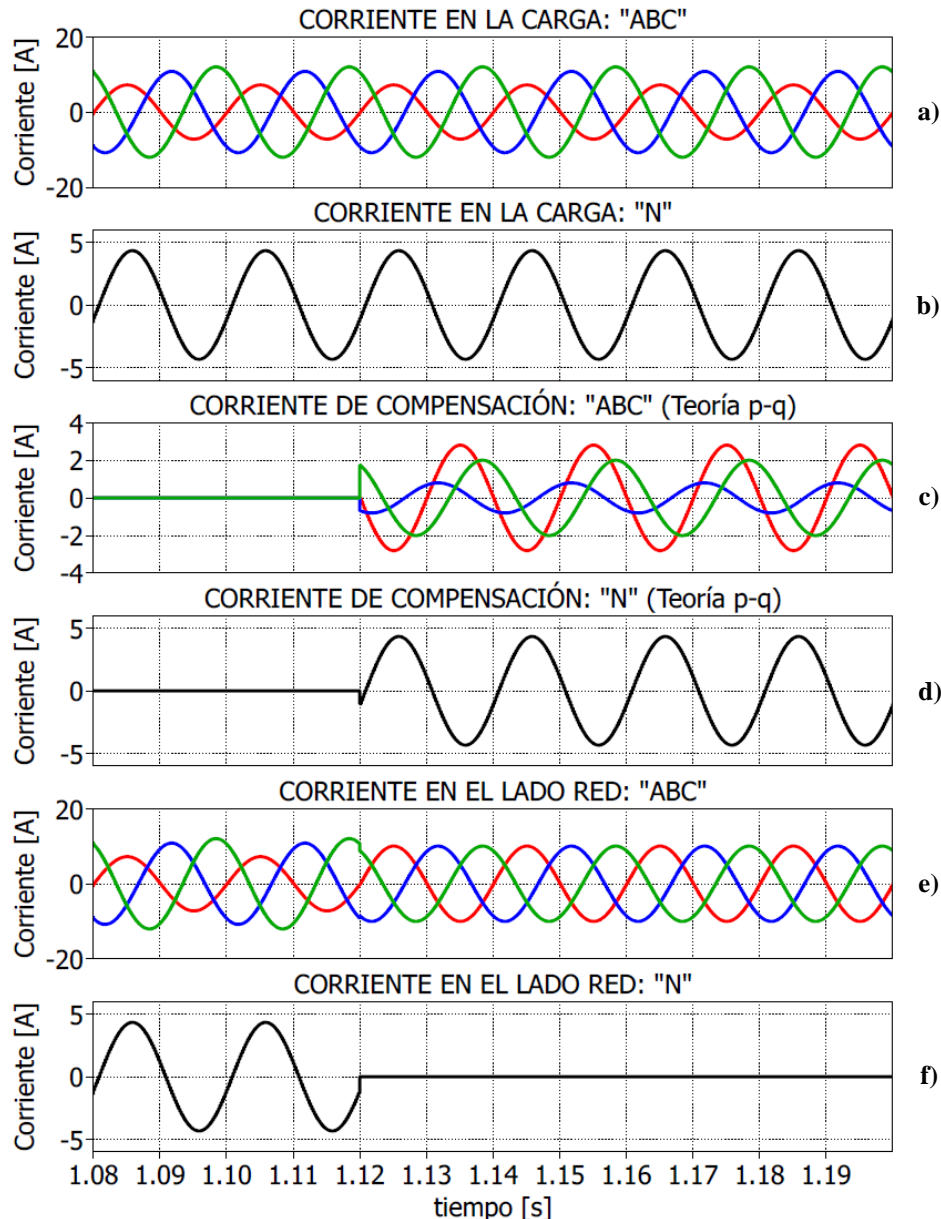 CORRIENTE EN LA CARGA: "ABC"
Corriente [A]
20
0
-20
a)
CORRIENTE EN LA CARGA: "N"
Corriente [A]
5
0
-5
b)
CORRIENTE DE COMPENSACIÓN: "ABC" (Teoría p-q)
Corriente [A]
4
2
0
-2
-4
c)
CORRIENTE DE COMPENSACIÓN: "N" (Teoría p-q)
Corriente [A]
5
0
-5
d)
CORRIENTE EN EL LADO RED: "ABC"
Corriente [A]
20
0
-20
e)
CORRIENTE EN EL LADO RED: "N"
Corriente [A]
5
0
-5
f)
1.08 1.09 1.10 1.11 1.12 1.13 1.14 1.15 1.16 1.17 1.18 1.19
tiempo [s]